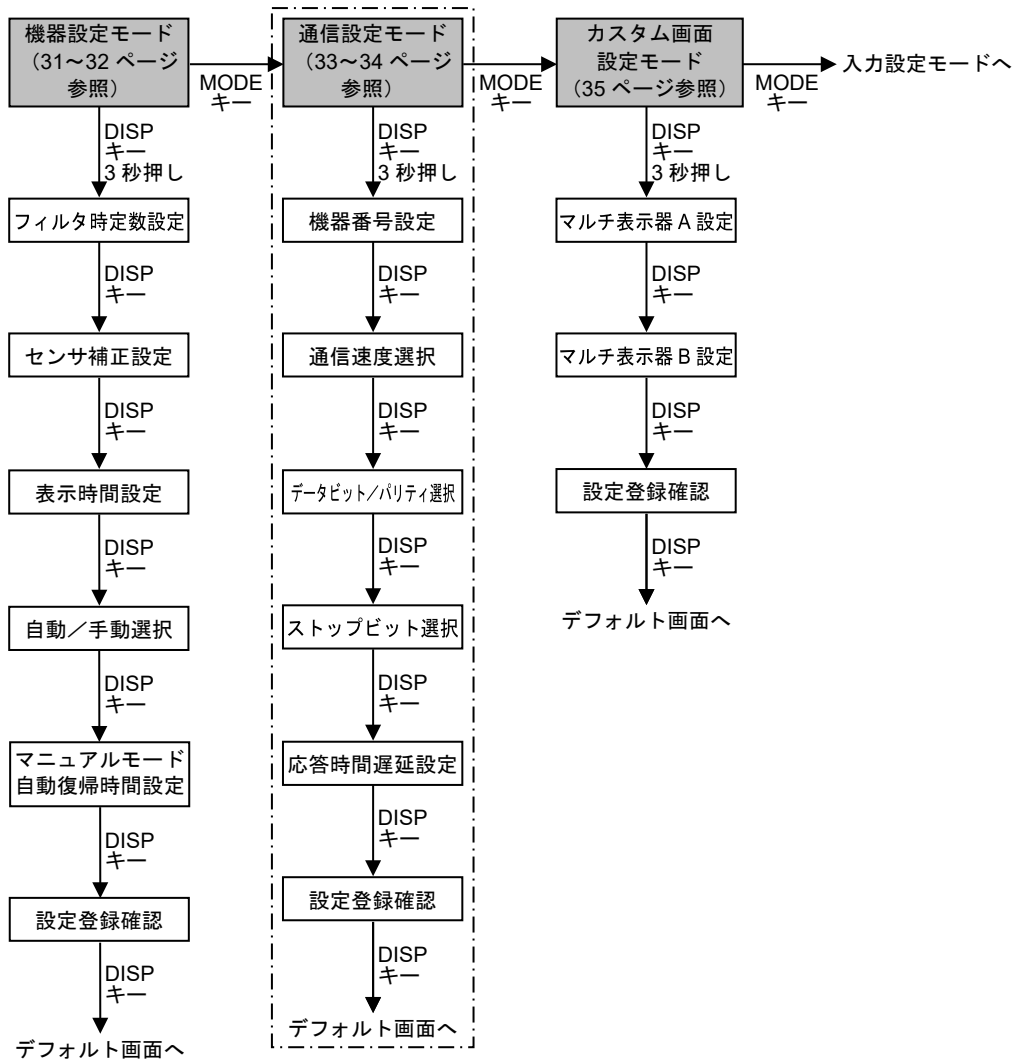 機器設定モード
（31～32 ページ
参照）
MODE
キー
通信設定モード
（33～34 ページ
参照）
MODE
キー
カスタム画面
設定モード
（35 ページ参照）
MODE
キー
入力設定モードへ
DISP
キー
3 秒押し
フィルタ時定数設定
DISP
キー
センサ補正設定
DISP
キー
表示時間設定
DISP
キー
自動／手動選択
DISP
キー
マニュアルモード
自動復帰時間設定
DISP
キー
設定登録確認
DISP
キー
デフォルト画面へ
DISP
キー
3 秒押し
機器番号設定
DISP
キー
通信速度選択
DISP
キー
データビット／パリティ選択
DISP
キー
ストップビット選択
DISP
キー
応答時間遅延設定
DISP
キー
設定登録確認
DISP
キー
デフォルト画面へ
DISP
キー
3 秒押し
マルチ表示器 A 設定
DISP
キー
マルチ表示器 B 設定
DISP
キー
設定登録確認
DISP
キー
デフォルト画面へ